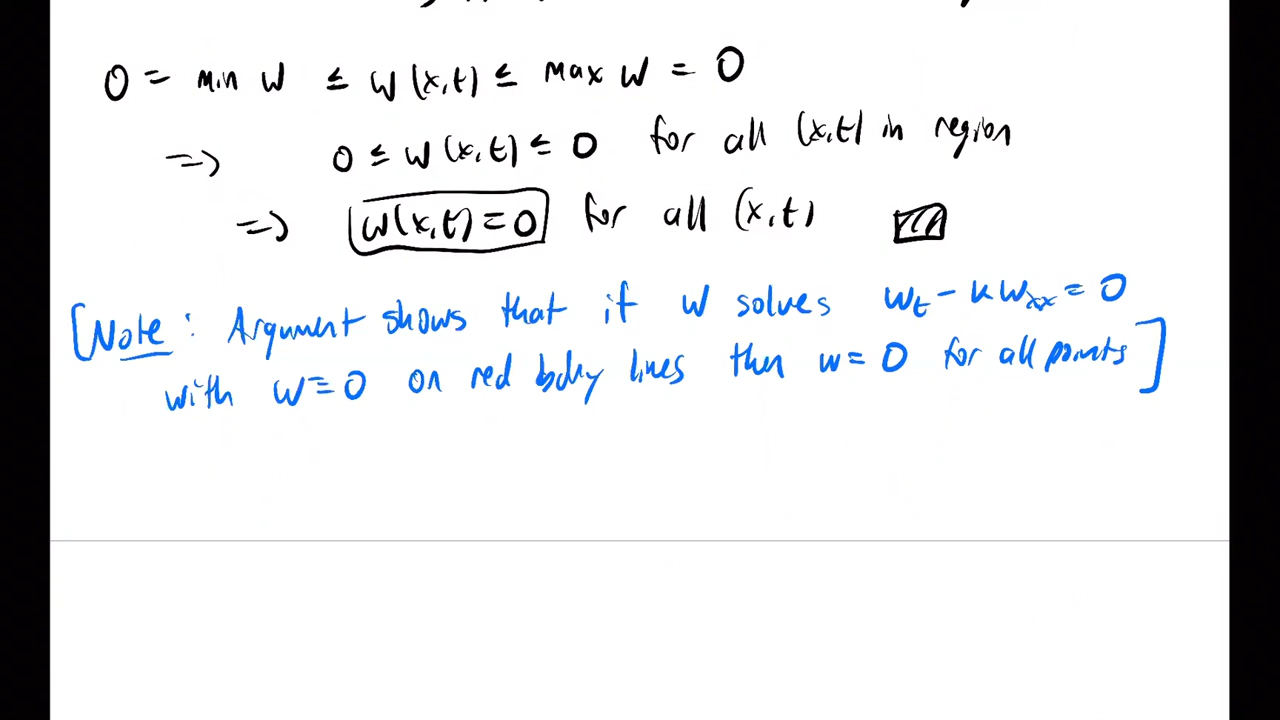 0 = min w ≤ w(x,t) ≤ max w = 0
=> 0 ≤ w(x,t) ≤ 0 for all (x,t) in region
=> w(x,t) = 0 for all (x,t)
[Note: Argument shows that if w solves w_t - k w_xx = 0
with w ≡ 0 on red bdry lines then w = 0 for all points]